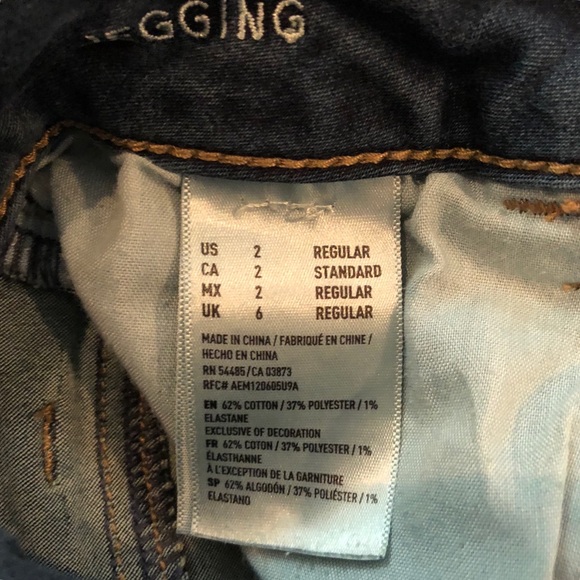 EGGING
US 2 REGULAR
CA 2 STANDARD
MX 2 REGULAR
UK 6 REGULAR
MADE IN CHINA / FABRIQUÉ EN CHINE /
HECHO EN CHINA
RN 54485/CA 03873
RFC# AEM120605U9A
EN 62% COTTON / 37% POLYESTER / 1%
ELASTANE
EXCLUSIVE OF DECORATION
FR 62% COTON / 37% POLYESTER / 1%
ÉLASTHANNE
À L'EXCEPTION DE LA GARNITURE
SP 62% ALGODÓN / 37% POLIÉSTER / 1%
ELASTANO